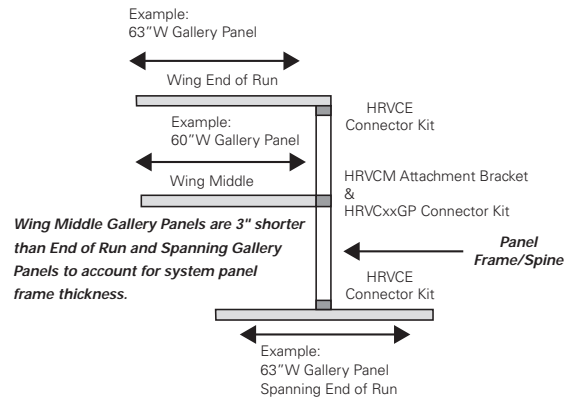 Example:
63”W Gallery Panel
Wing End of Run
HRVCE
Connector Kit
Example:
60”W Gallery Panel
Wing Middle
HRVCM Attachment Bracket
&
HRVCxxGP Connector Kit
Wing Middle Gallery Panels are 3" shorter
than End of Run and Spanning Gallery
Panels to account for system panel
frame thickness.
Panel
Frame/Spine
HRVCE
Connector Kit
Example:
63”W Gallery Panel
Spanning End of Run